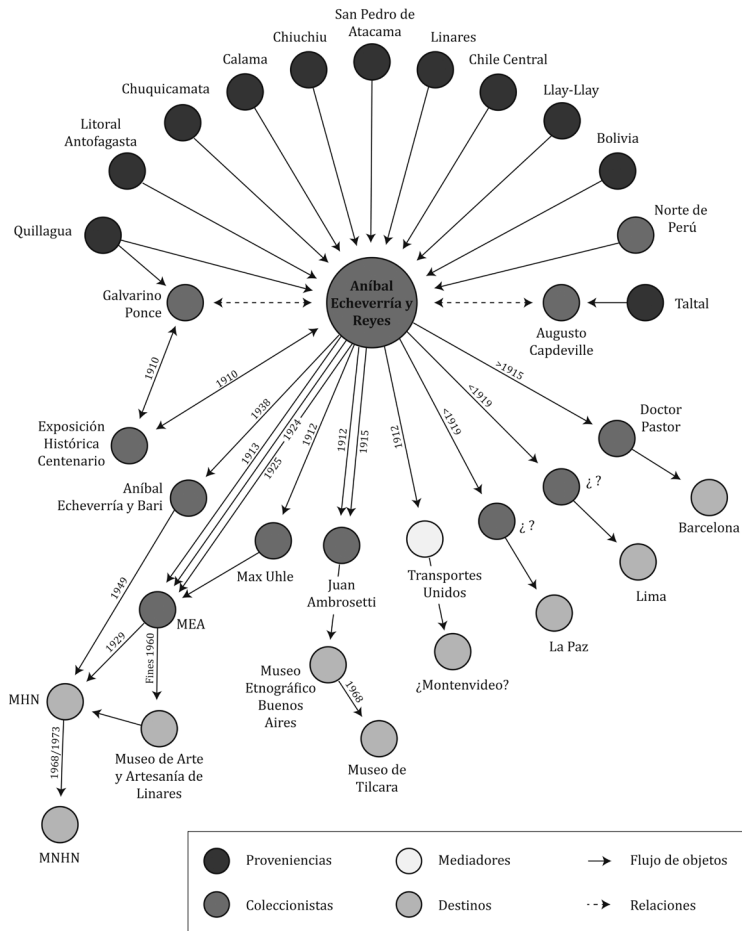 San Pedro de
Atacama
Chiuchiu
Linares
Calama
Chile Central
Chuquicamata
Llay-Llay
Litoral
Antofagasta
Bolivia
Quillagua
Norte de
Perú
Galvarino
Ponce
Aníbal
Echeverría y
Reyes
Augusto
Capdeville
Taltal
1910
1910
Exposición
Histórica
Centenario
1938
1913
1924
1925
1912
1912
1915
1912
<1919
<1919
>1915
Doctor
Pastor
Barcelona
Aníbal
Echeverría y Bari
¿ ?
¿ ?
Max Uhle
Juan
Ambrosetti
Transportes
Unidos
Lima
La Paz
1949
MEA
1929
Fines 1960
MHN
Museo
Etnográfico
Buenos
Aires
1968
¿Montenvideo?
Museo de Arte
y Artesanía de
Linares
Museo de
Tilcara
1968/1973
MNHN
Proveniencias
Mediadores
Flujo de objetos
Coleccionistas
Destinos
Relaciones